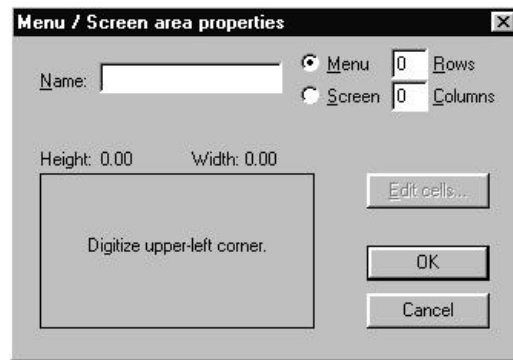 Menu / Screen area properties
Name:
Menu 0 Rows
Screen 0 Columns
Height: 0.00 Width: 0.00
Edit cells...
Digitize upper-left corner.
OK
Cancel